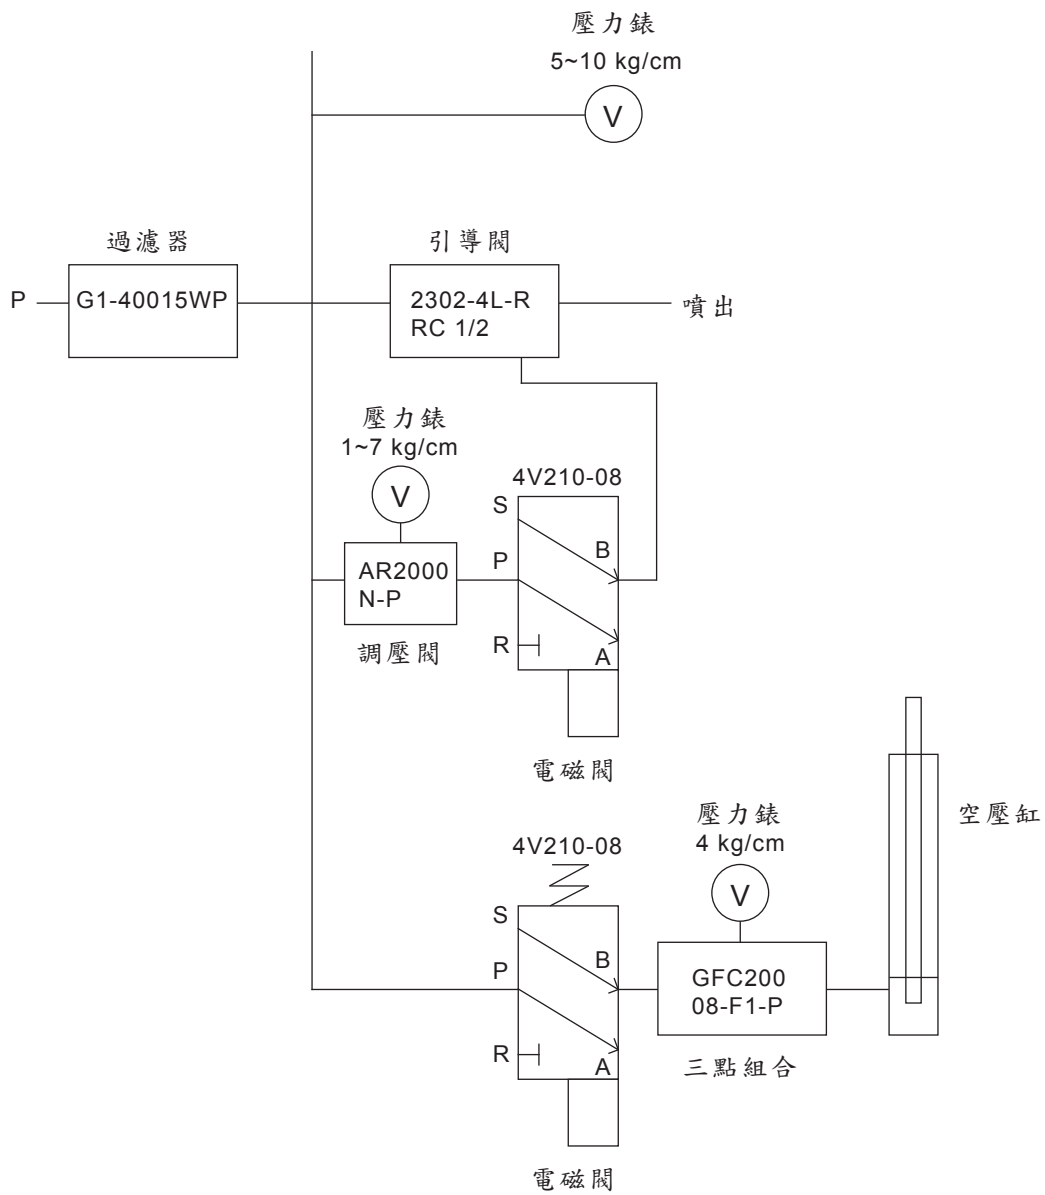 壓力錶
5~10 kg/cm
V
過濾器
引導閥
P
G1-40015WP
2302-4L-R
RC 1/2
噴出
壓力錶
1~7 kg/cm
V
4V210-08
S
B
P
AR2000
N-P
R
A
調壓閥
電磁閥
空壓缸
壓力錶
4 kg/cm
4V210-08
V
S
B
P
GFC200
08-F1-P
R
A
三點組合
電磁閥